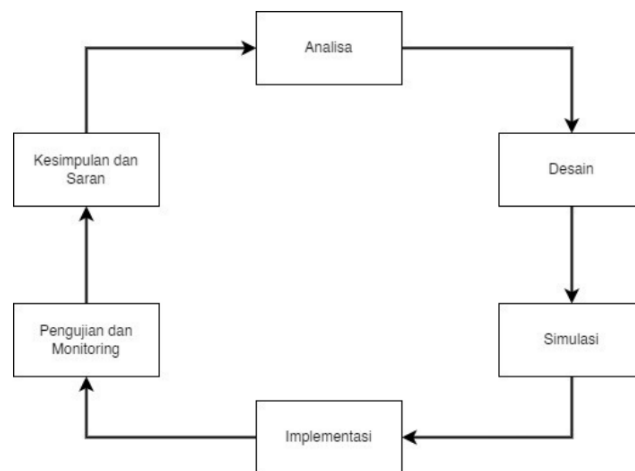 Analisa
Desain
Simulasi
Implementasi
Pengujian dan
Monitoring
Kesimpulan dan
Saran